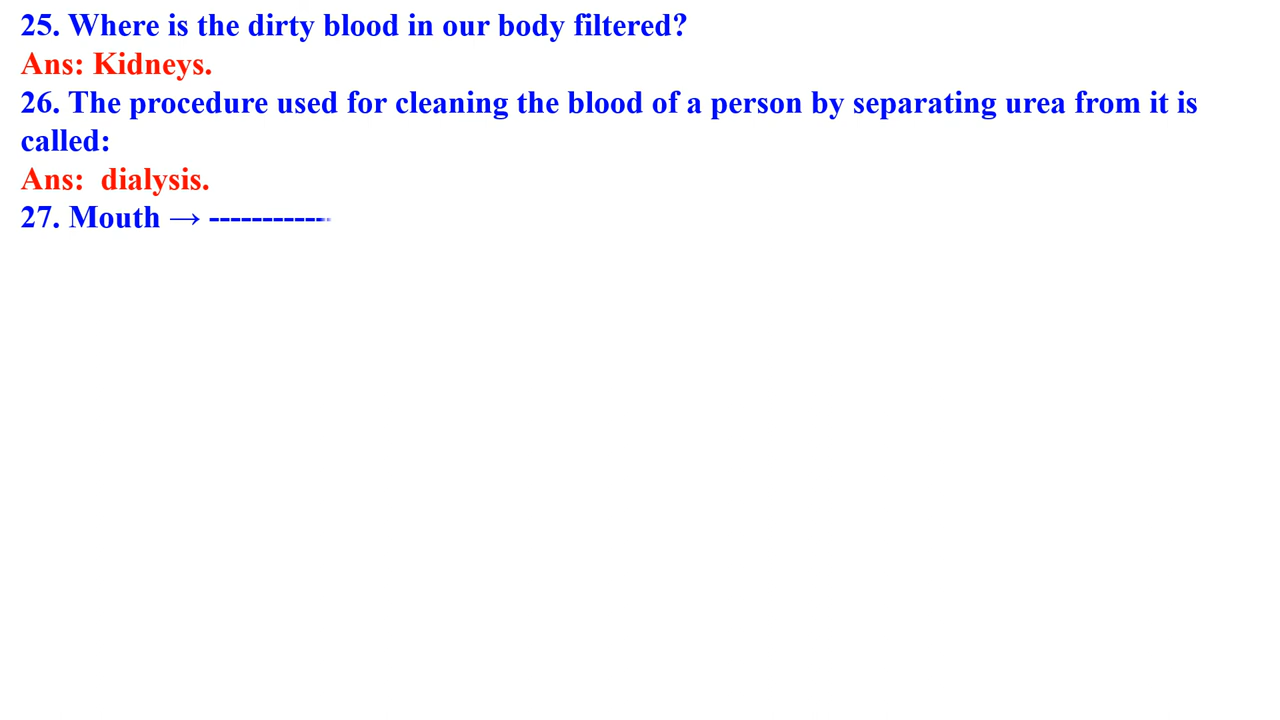 25. Where is the dirty blood in our body filtered?
Ans: Kidneys.
26. The procedure used for cleaning the blood of a person by separating urea from it is
called:
Ans:  dialysis.
27. Mouth → ------------